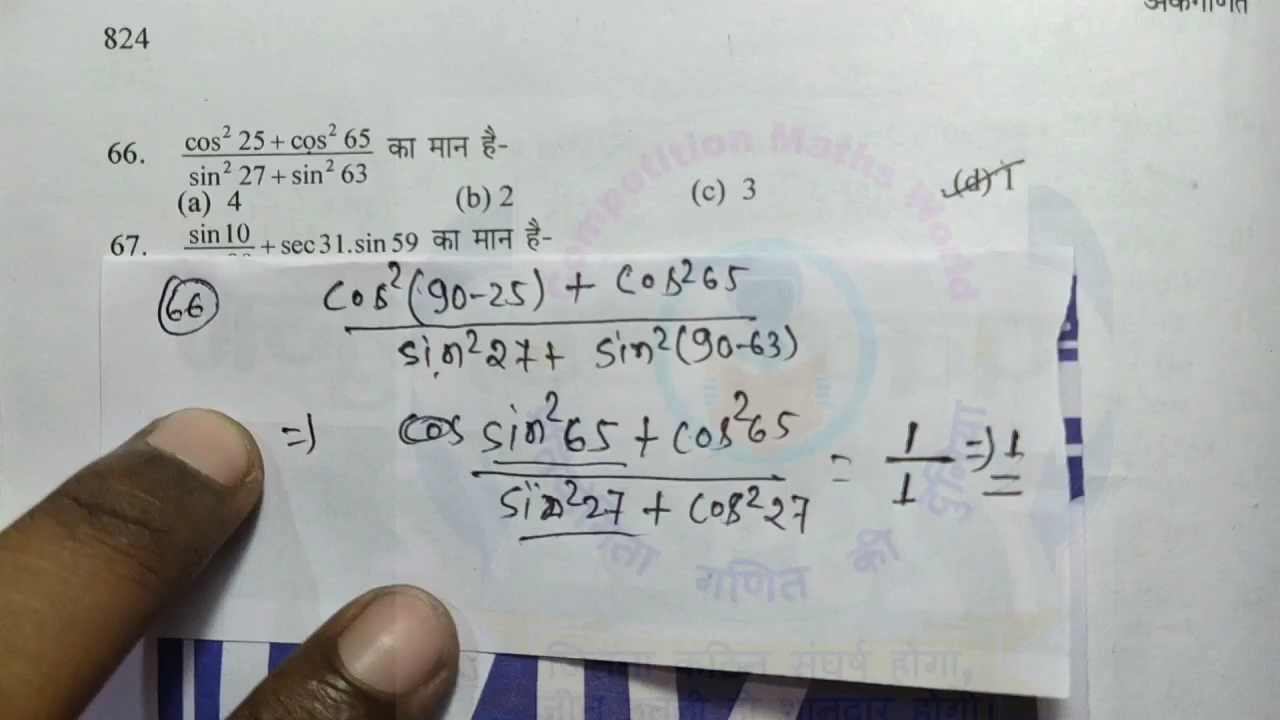 824
66. cos² 25 + cos² 65 / sin² 27 + sin² 63 का मान है-
(a) 4 (b) 2 (c) 3 (d) 1
67. sin 10 + sec 31 . sin 59 का मान है-
66 cos²(90-25) + cos²65 / sin²27 + sin²(90-63)
=) cos sin²65 + cos²65 / sin²27 + cos²27 = 1/1 =) 1
Competition Maths World
गणित की दुनिया
संघर्ष होगा,